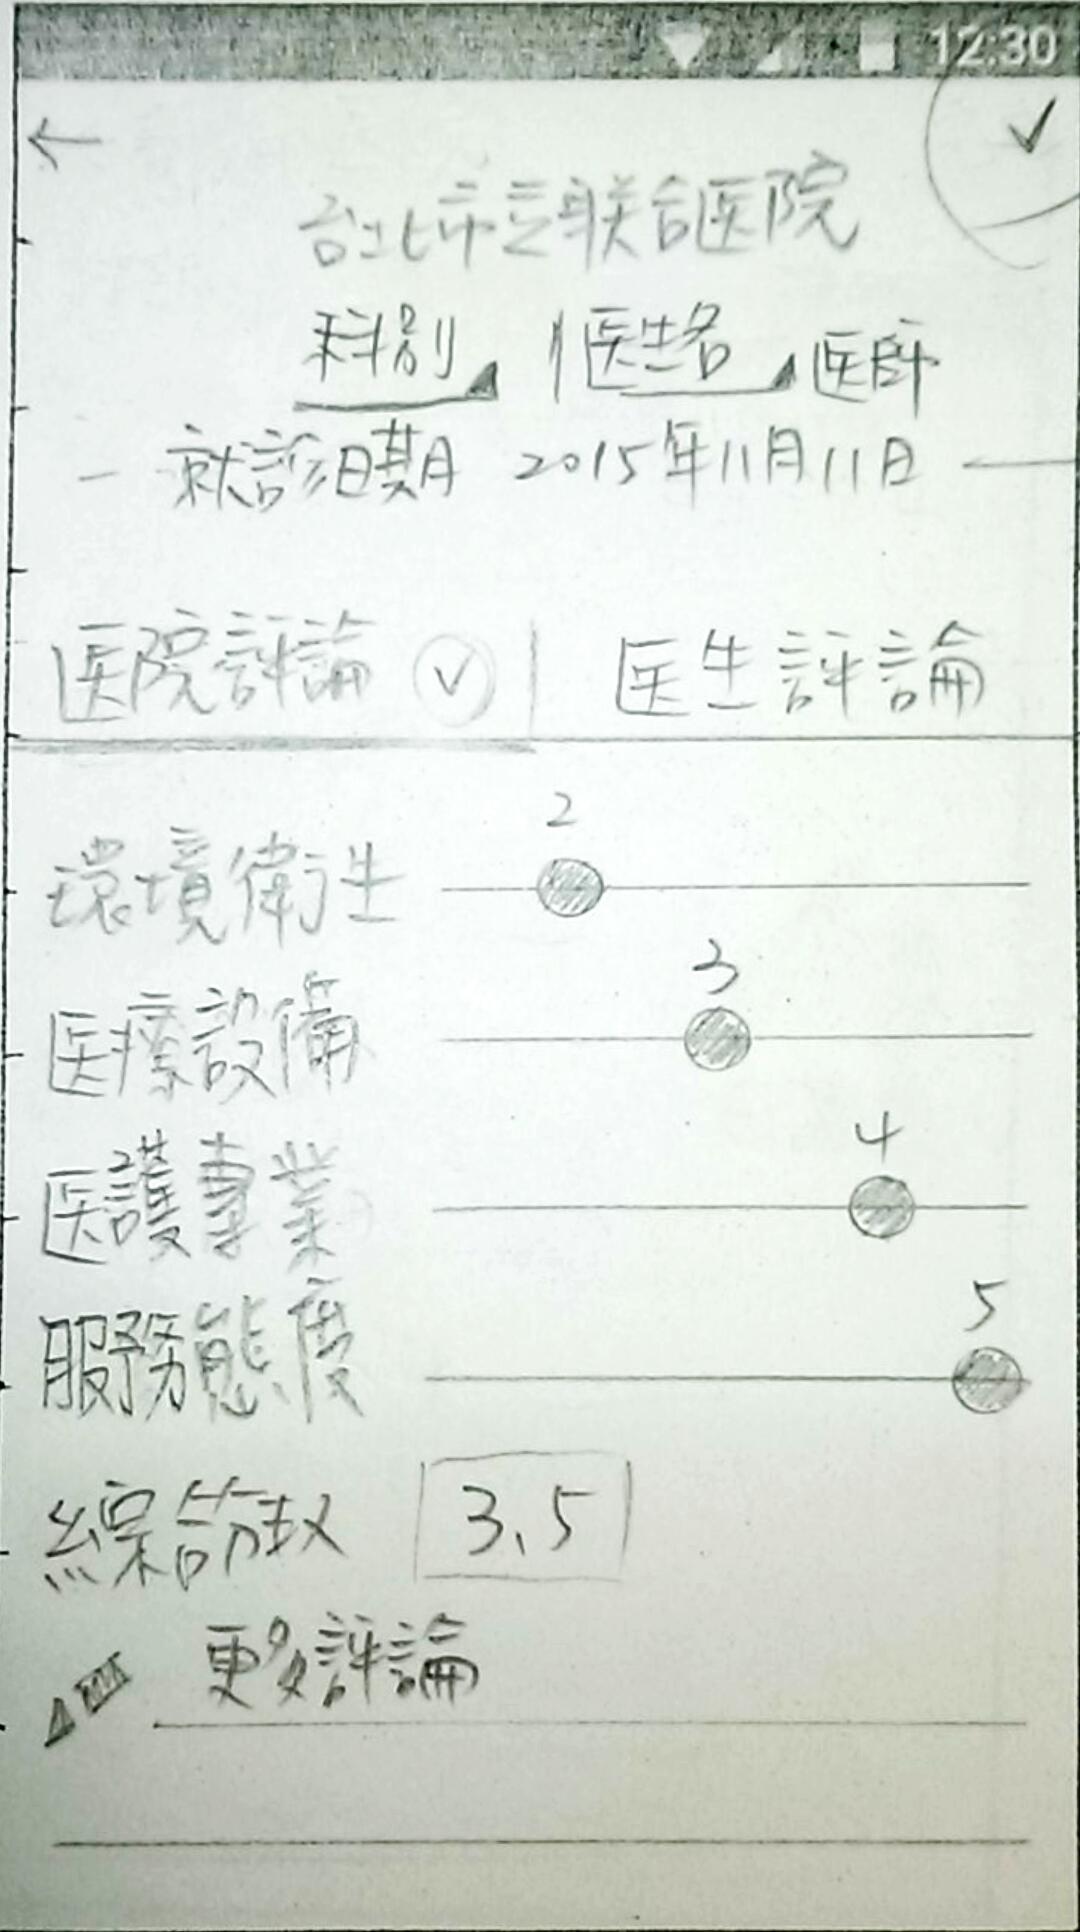 12:30
台北市立联合医院
科別 医生名 医師
就診日期 2015年11月11日
医院評論 医生評論
2
環境衛生
3
医療設備
4
医護專業
5
服務態度
綜合分数 3.5
更多評論